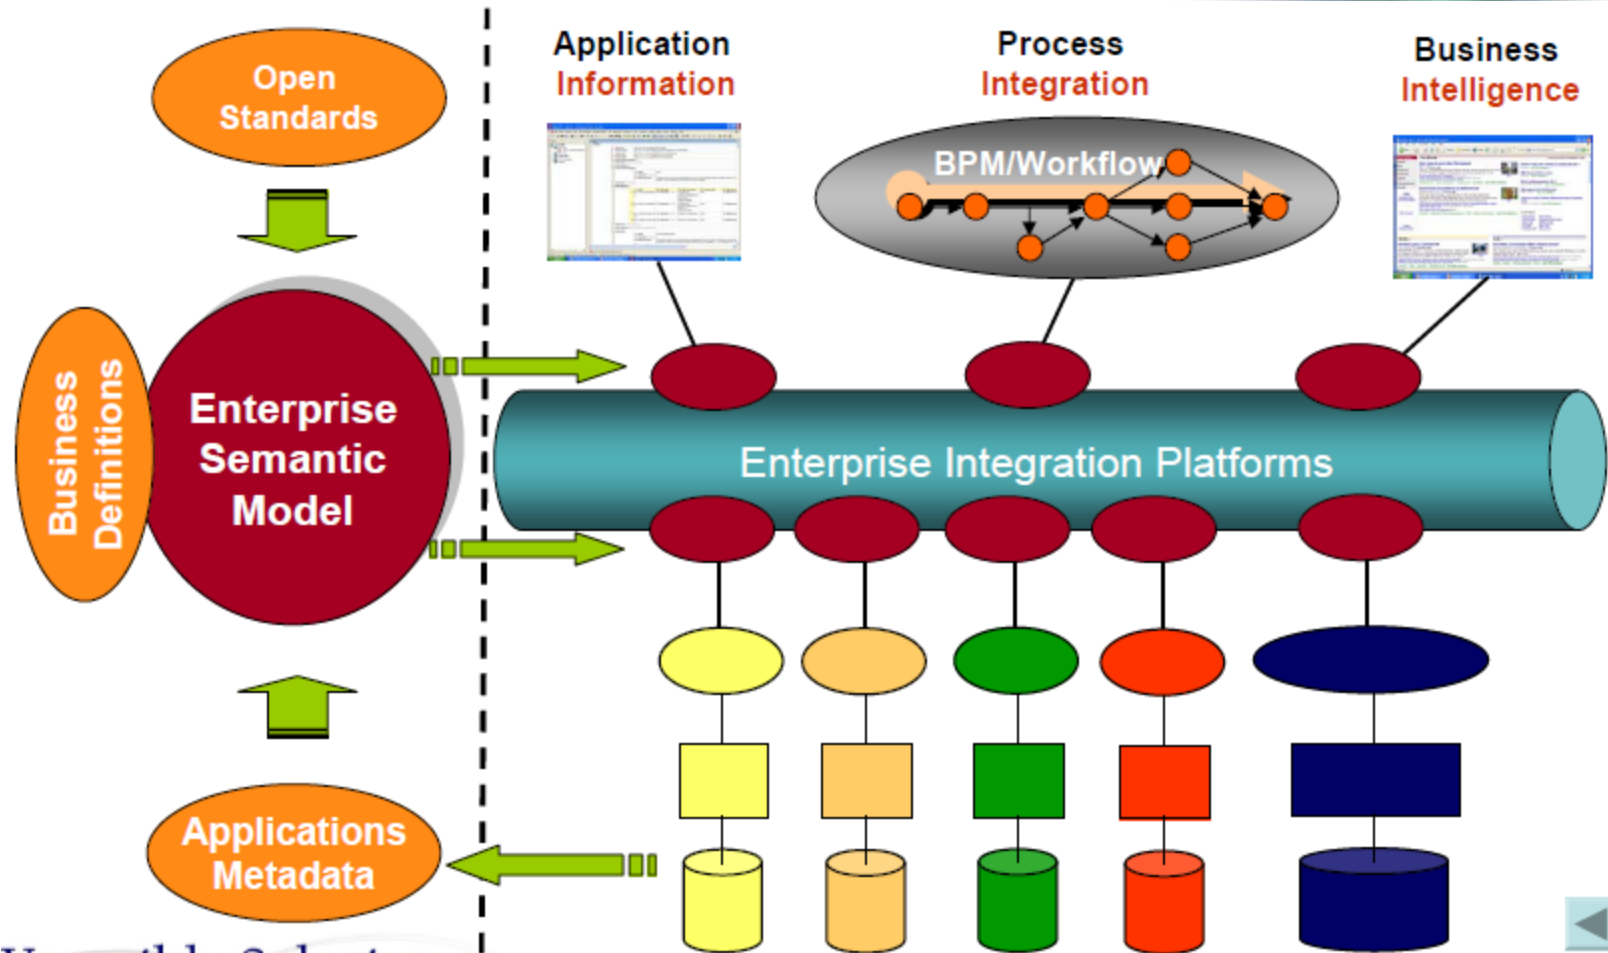 Open
Standards
Business
Definitions
Enterprise
Semantic
Model
Applications
Metadata
Application
Information
Process
Integration
BPM/Workflow
Business
Intelligence
Enterprise Integration Platforms